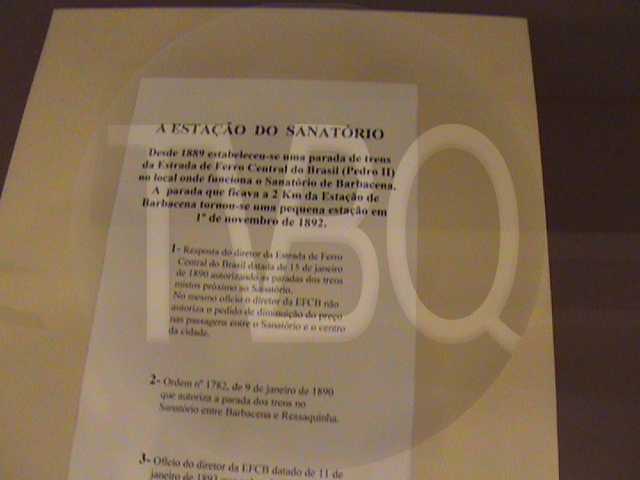 A ESTAÇÃO DO SANATÓRIO
Desde 1889 estabeleceu-se uma parada de trens
da Estrada de Ferro Central do Brasil (Pedro II)
no local onde funciona o Sanatório de Barbacena.
A parada que ficava a 2 Km da Estação de
Barbacena tornou-se uma pequena estação em
1º de novembro de 1892.
1- Resposta do diretor da Estrada de Ferro
Central do Brasil datada de 15 de janeiro
de 1890 autorizando as paradas dos trens
mistos próximo ao Sanatório.
No mesmo ofício o diretor da EFCB não
autoriza o pedido de diminuição do preço
nas passagens entre o Sanatório e o centro
da cidade.
2- Ordem nº 1782, de 9 de janeiro de 1890
que autoriza a parada dos trens no
Sanatório entre Barbacena e Ressaquinha.
3- Ofício do diretor da EFCB datado de 11 de
janeiro de 1892
TVBQ